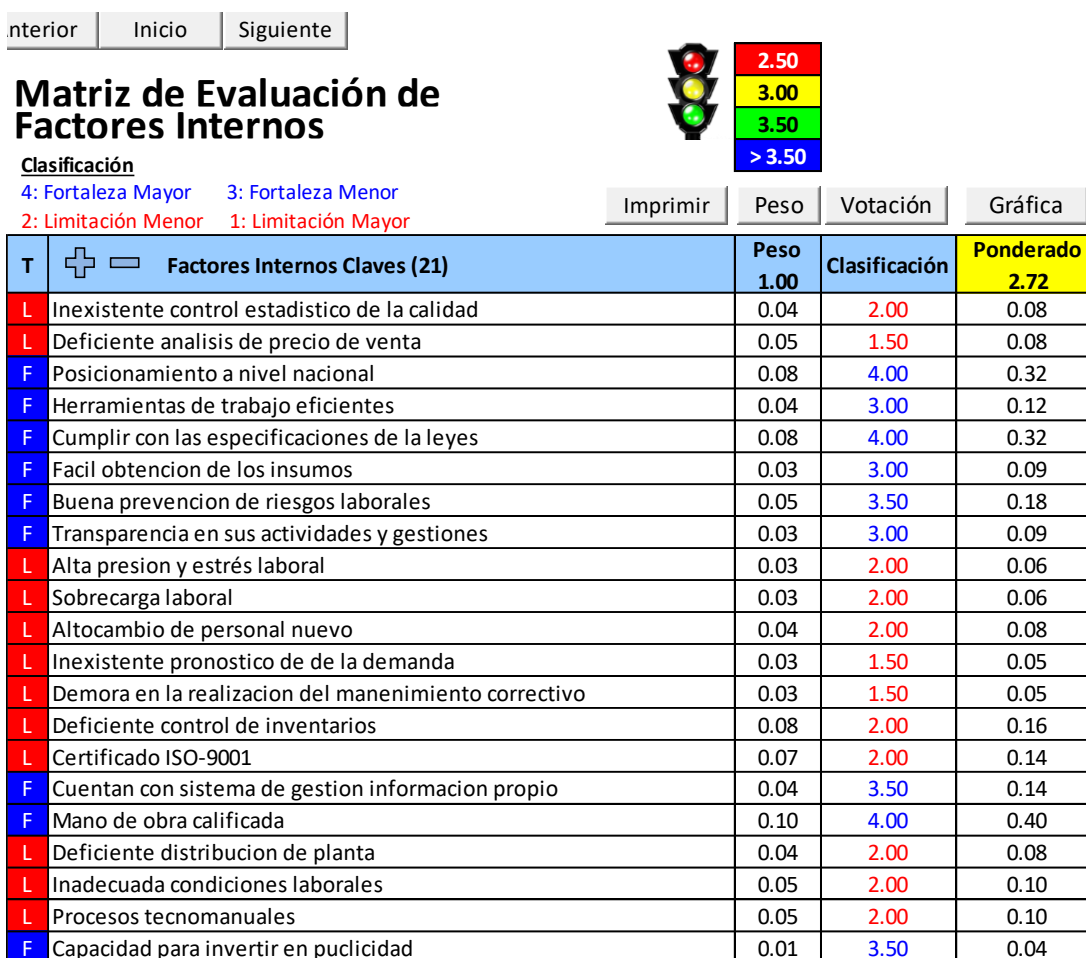 nterior Inicio Siguiente
Matriz de Evaluación de
Factores Internos
2.50
3.00
3.50
> 3.50
Clasificación
4: Fortaleza Mayor 3: Fortaleza Menor
2: Limitación Menor 1: Limitación Mayor
Imprimir Peso Votación Gráfica
T Factores Internos Claves (21) Peso 1.00 Clasificación Ponderado 2.72
L Inexistente control estadistico de la calidad 0.04 2.00 0.08
L Deficiente analisis de precio de venta 0.05 1.50 0.08
F Posicionamiento a nivel nacional 0.08 4.00 0.32
F Herramientas de trabajo eficientes 0.04 3.00 0.12
F Cumplir con las especificaciones de la leyes 0.08 4.00 0.32
F Facil obtencion de los insumos 0.03 3.00 0.09
F Buena prevencion de riesgos laborales 0.05 3.50 0.18
F Transparencia en sus actividades y gestiones 0.03 3.00 0.09
L Alta presion y estrés laboral 0.03 2.00 0.06
L Sobrecarga laboral 0.03 2.00 0.06
L Altocambio de personal nuevo 0.04 2.00 0.08
L Inexistente pronostico de de la demanda 0.03 1.50 0.05
L Demora en la realizacion del manenimiento correctivo 0.03 1.50 0.05
L Deficiente control de inventarios 0.08 2.00 0.16
L Certificado ISO-9001 0.07 2.00 0.14
F Cuentan con sistema de gestion informacion propio 0.04 3.50 0.14
F Mano de obra calificada 0.10 4.00 0.40
L Deficiente distribucion de planta 0.04 2.00 0.08
L Inadecuada condiciones laborales 0.05 2.00 0.10
L Procesos tecnomanuales 0.05 2.00 0.10
F Capacidad para invertir en puclicidad 0.01 3.50 0.04